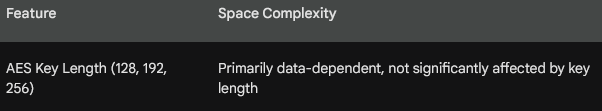 Feature Space Complexity
AES Key Length (128, 192, Primarily data-dependent, not significantly affected by key
256) length